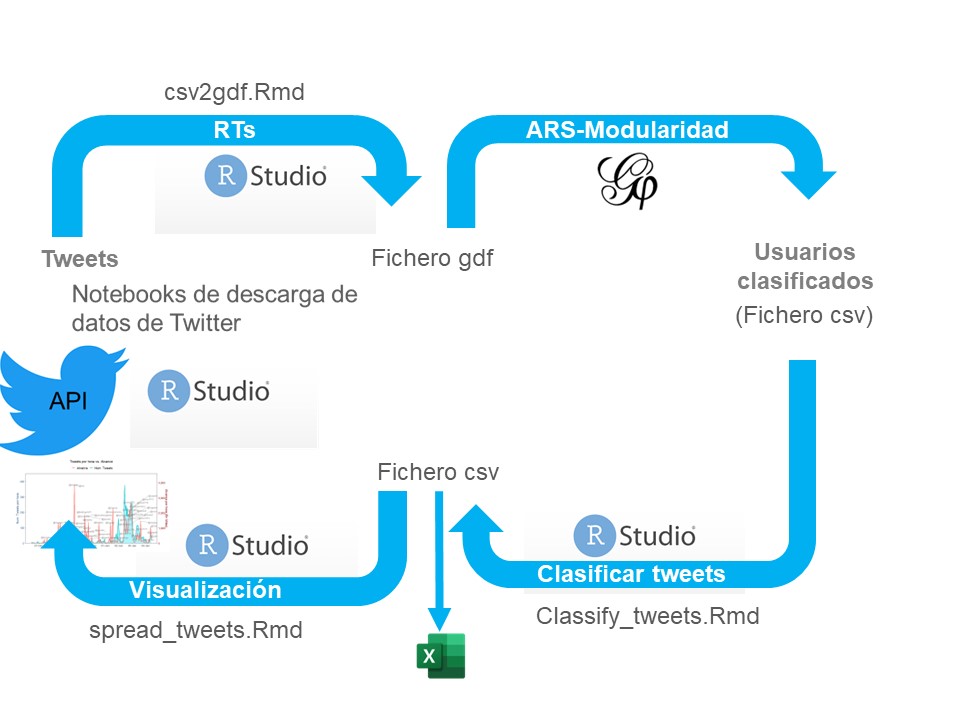 csv2gdf.Rmd
RTs
R Studio
ARS-Modularidad
Tweets
Fichero gdf
Usuarios
clasificados
(Fichero csv)
Notebooks de descarga de
datos de Twitter
API
R Studio
Fichero csv
R Studio
Visualización
spread_tweets.Rmd
R Studio
Clasificar tweets
Classify_tweets.Rmd
X